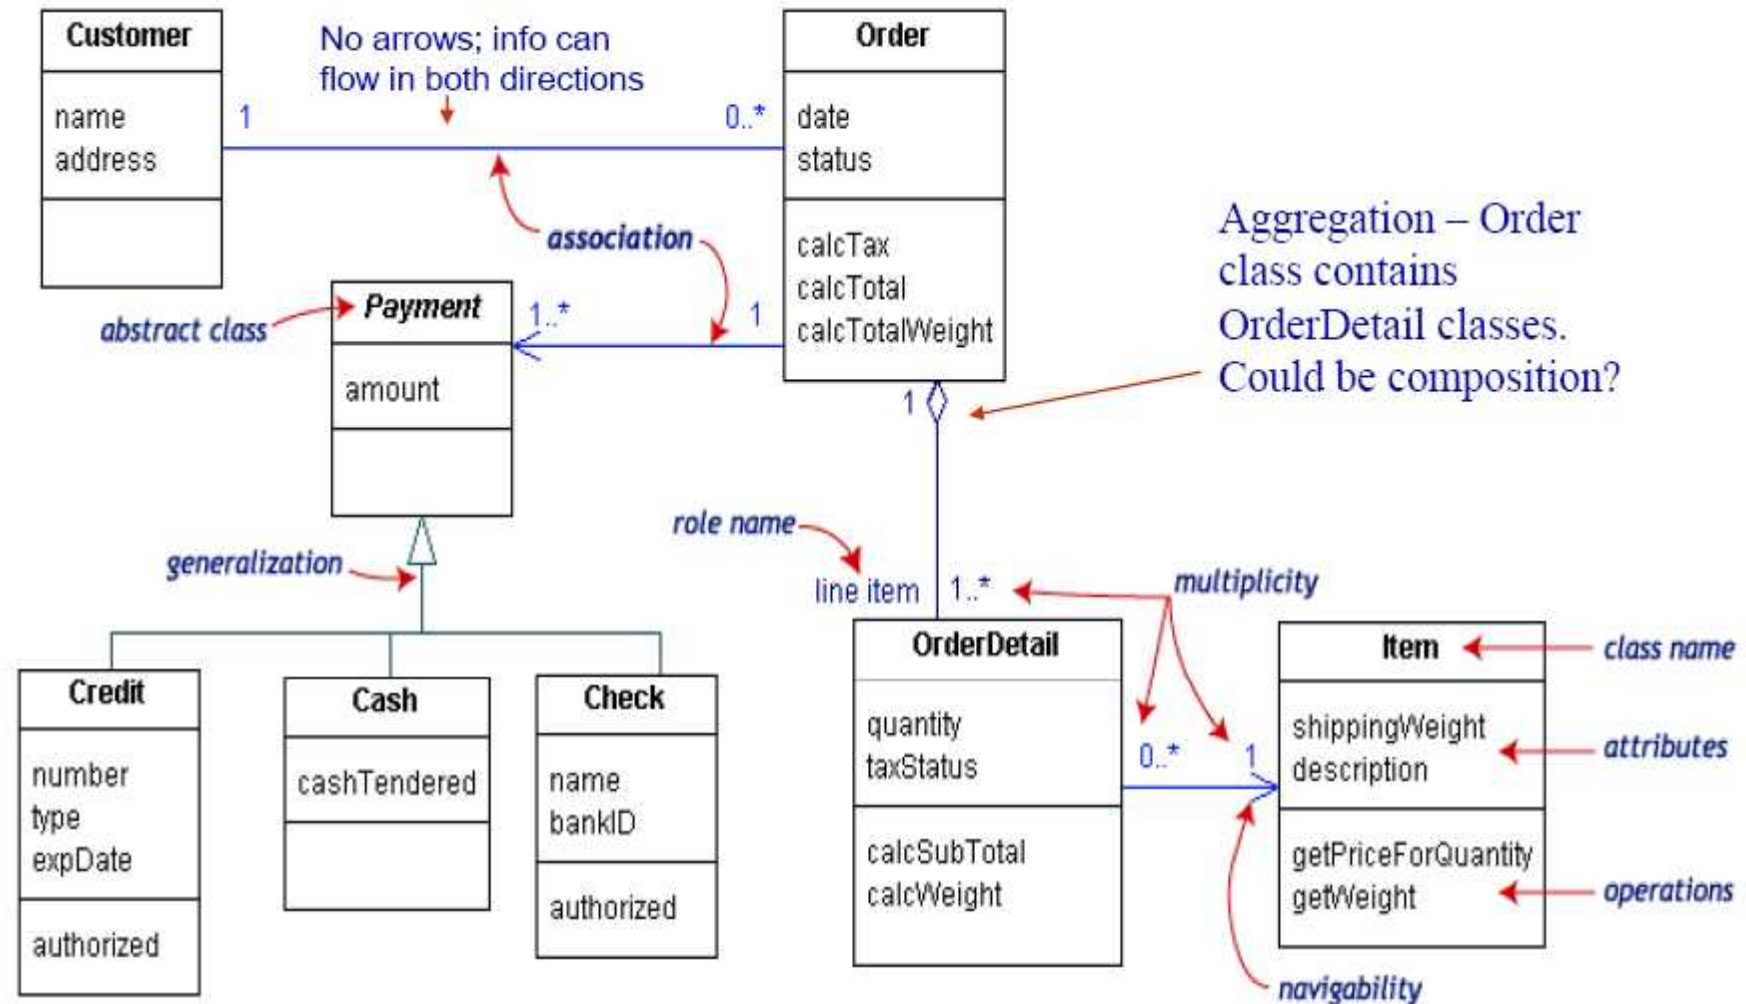 Customer
name
address
No arrows; info can
flow in both directions
1
0..*
Order
date
status
calcTax
calcTotal
calcTotalWeight
association
abstract class
Payment
amount
1..*
1
Aggregation – Order
class contains
OrderDetail classes.
Could be composition?
1
role name
line item
1..*
multiplicity
generalization
Credit
number
type
expDate
authorized
Cash
cashTendered
Check
name
bankID
authorized
OrderDetail
quantity
taxStatus
calcSubTotal
calcWeight
0..*
1
Item
shippingWeight
description
getPriceForQuantity
getWeight
class name
attributes
operations
navigability